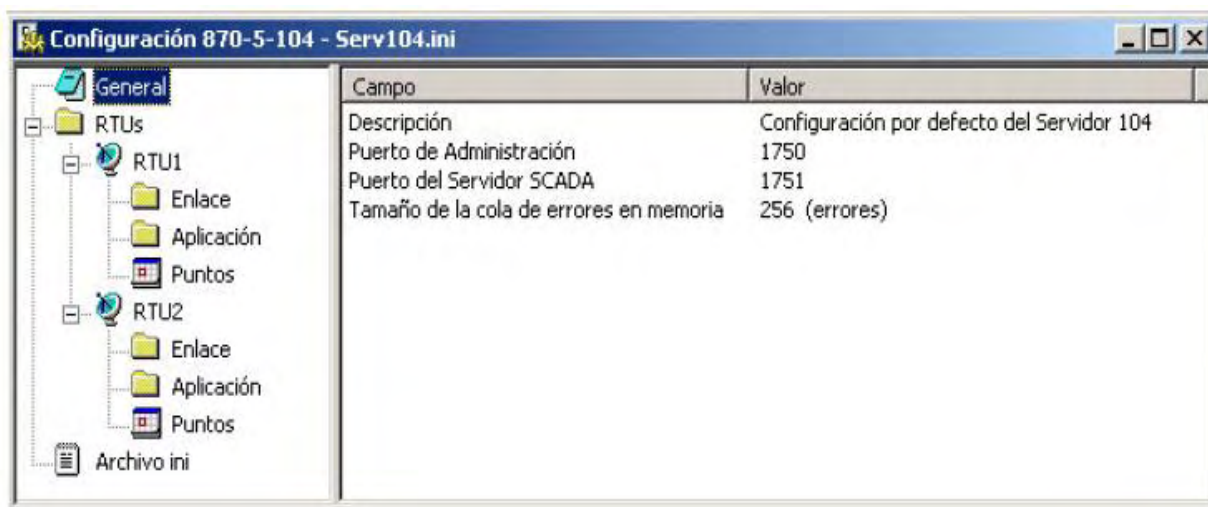 Configuración 870-5-104 - Serv104.ini
General
RTUs
RTU1
Enlace
Aplicación
Puntos
RTU2
Enlace
Aplicación
Puntos
Archivo ini
Campo Valor
Descripción Configuración por defecto del Servidor 104
Puerto de Administración 1750
Puerto del Servidor SCADA 1751
Tamaño de la cola de errores en memoria 256 (errores)